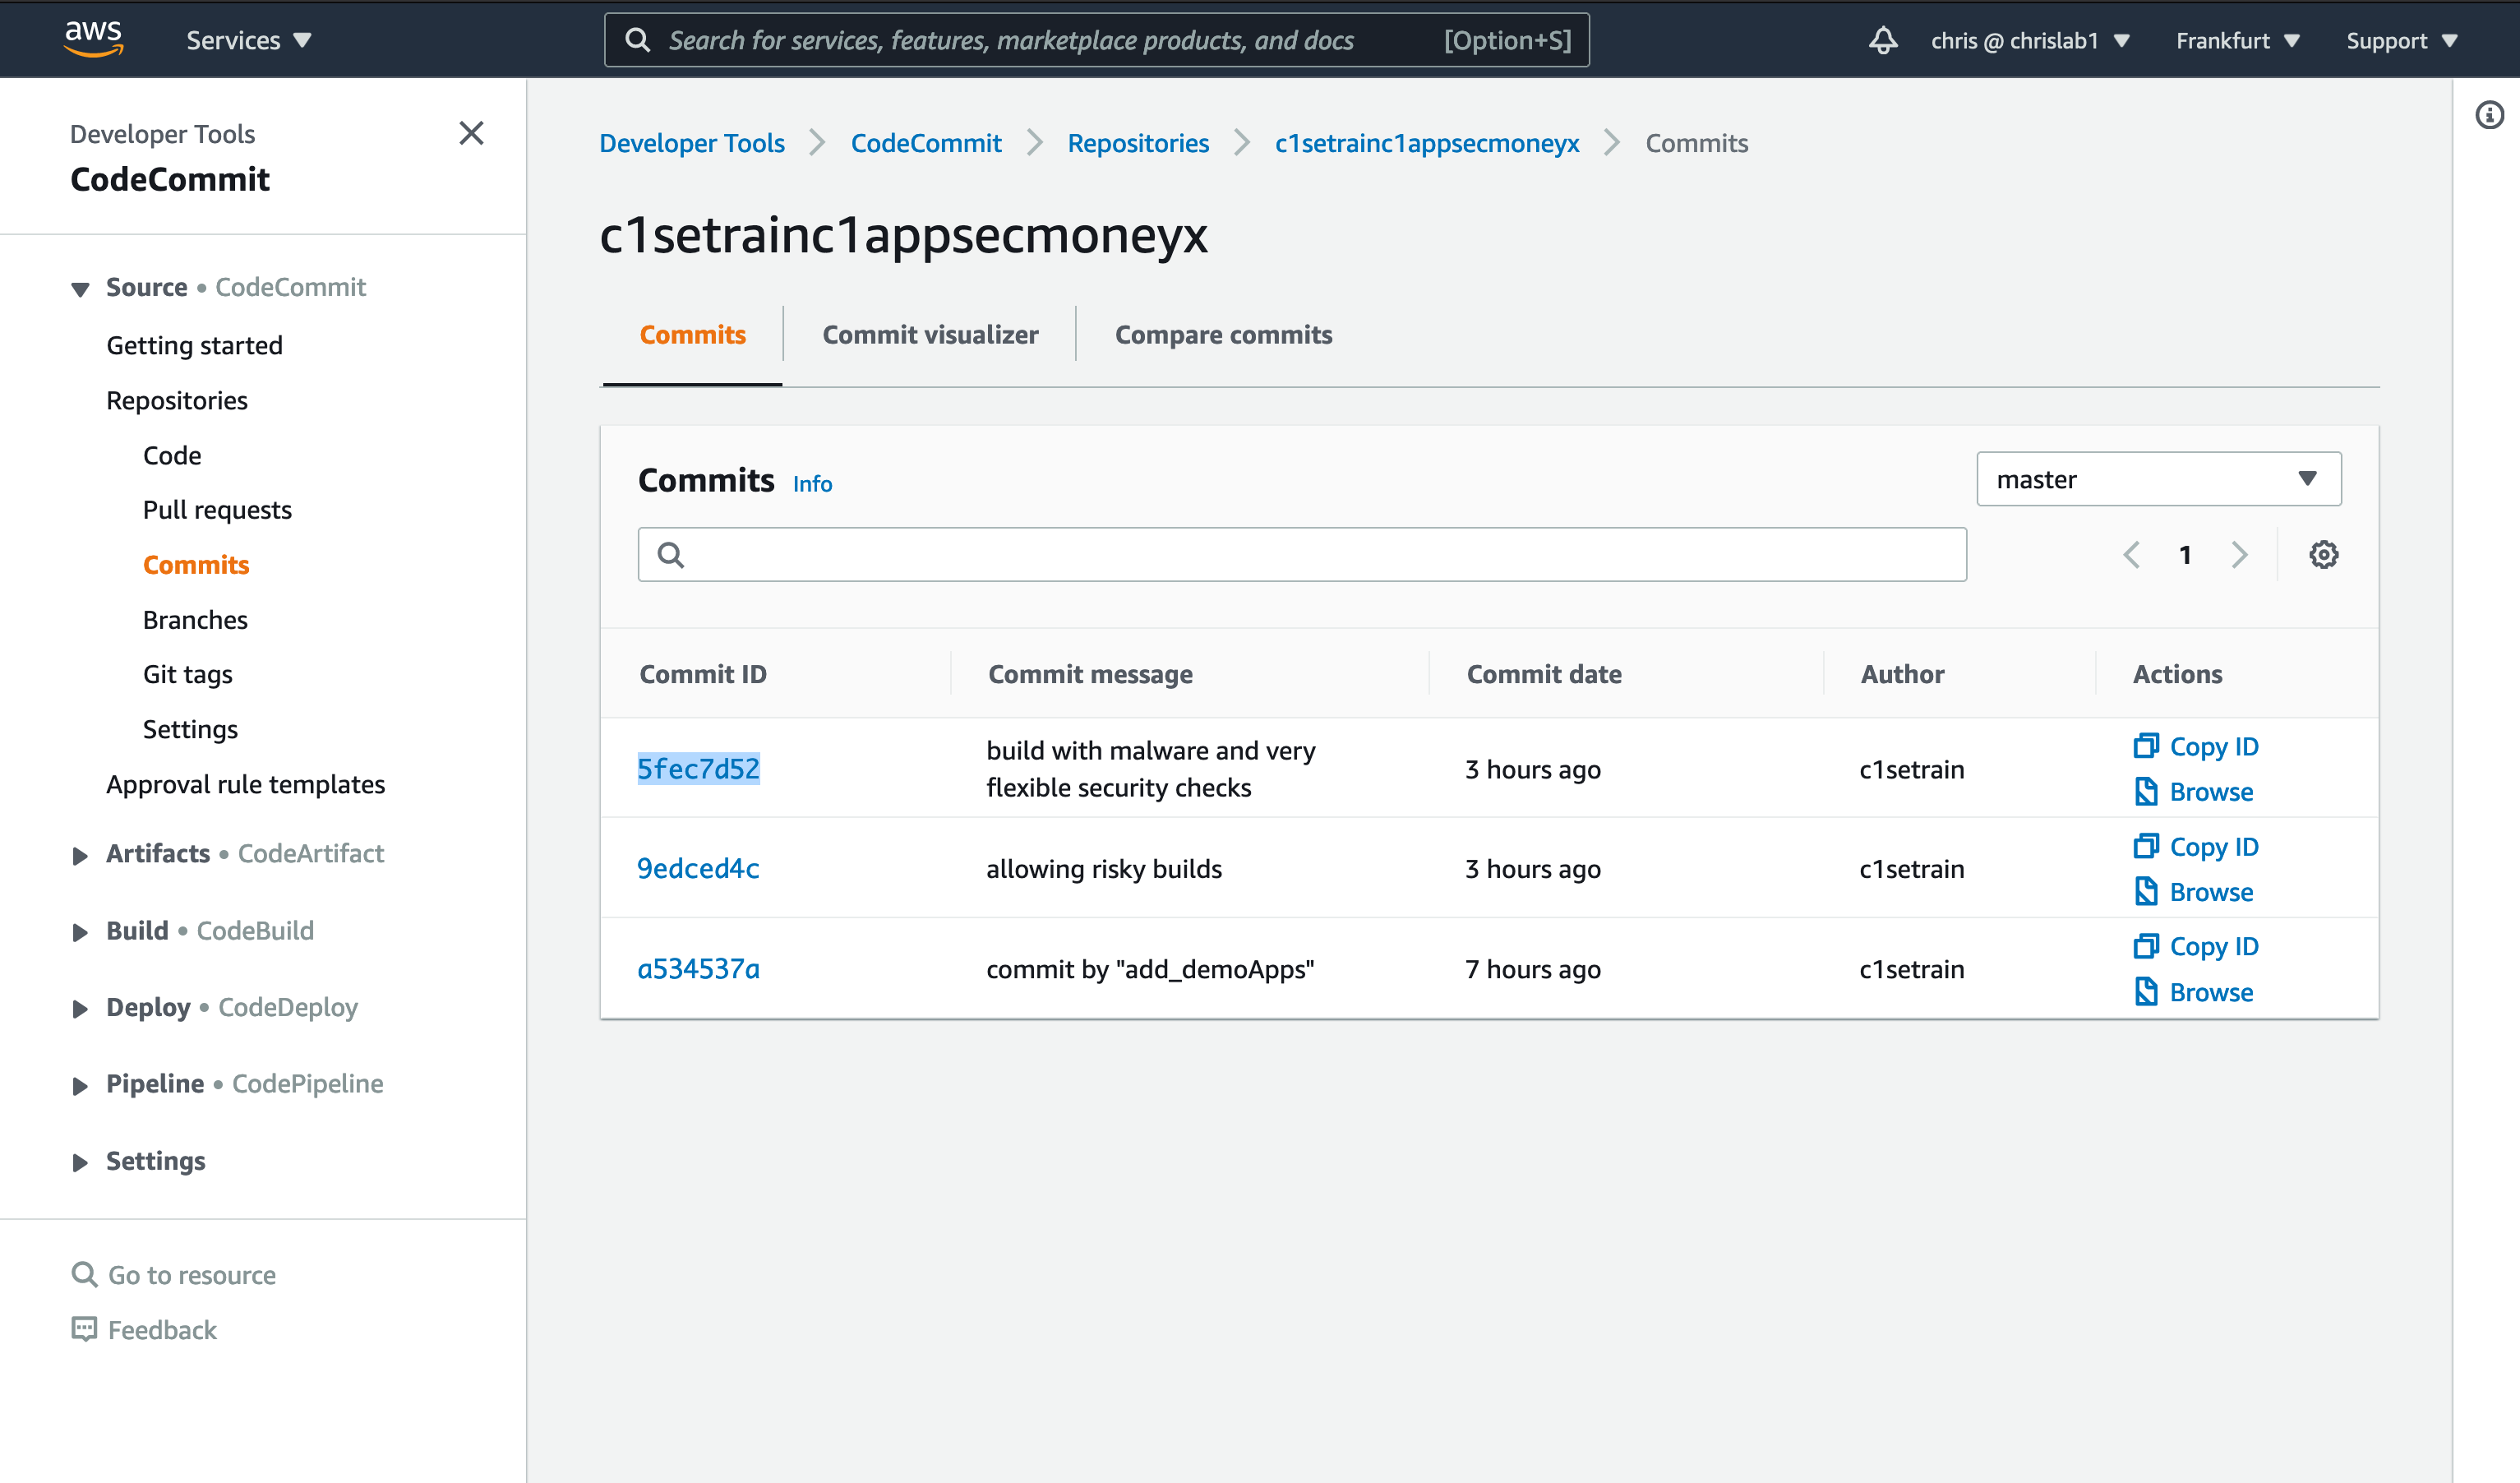 aws
Services
Search for services, features, marketplace products, and docs
[Option+S]
chris @ chrislab1
Frankfurt
Support
Developer Tools
CodeCommit
Source • CodeCommit
Getting started
Repositories
Code
Pull requests
Commits
Branches
Git tags
Settings
Approval rule templates
Artifacts • CodeArtifact
Build • CodeBuild
Deploy • CodeDeploy
Pipeline • CodePipeline
Settings
Go to resource
Feedback
Developer Tools
CodeCommit
Repositories
c1setrainc1appsecmoneyx
Commits
c1setrainc1appsecmoneyx
Commits
Commit visualizer
Compare commits
Commits Info
master
1
Commit ID
Commit message
Commit date
Author
Actions
5fec7d52
build with malware and very
flexible security checks
3 hours ago
c1setrain
Copy ID
Browse
9edced4c
allowing risky builds
3 hours ago
c1setrain
Copy ID
Browse
a534537a
commit by "add_demoApps"
7 hours ago
c1setrain
Copy ID
Browse